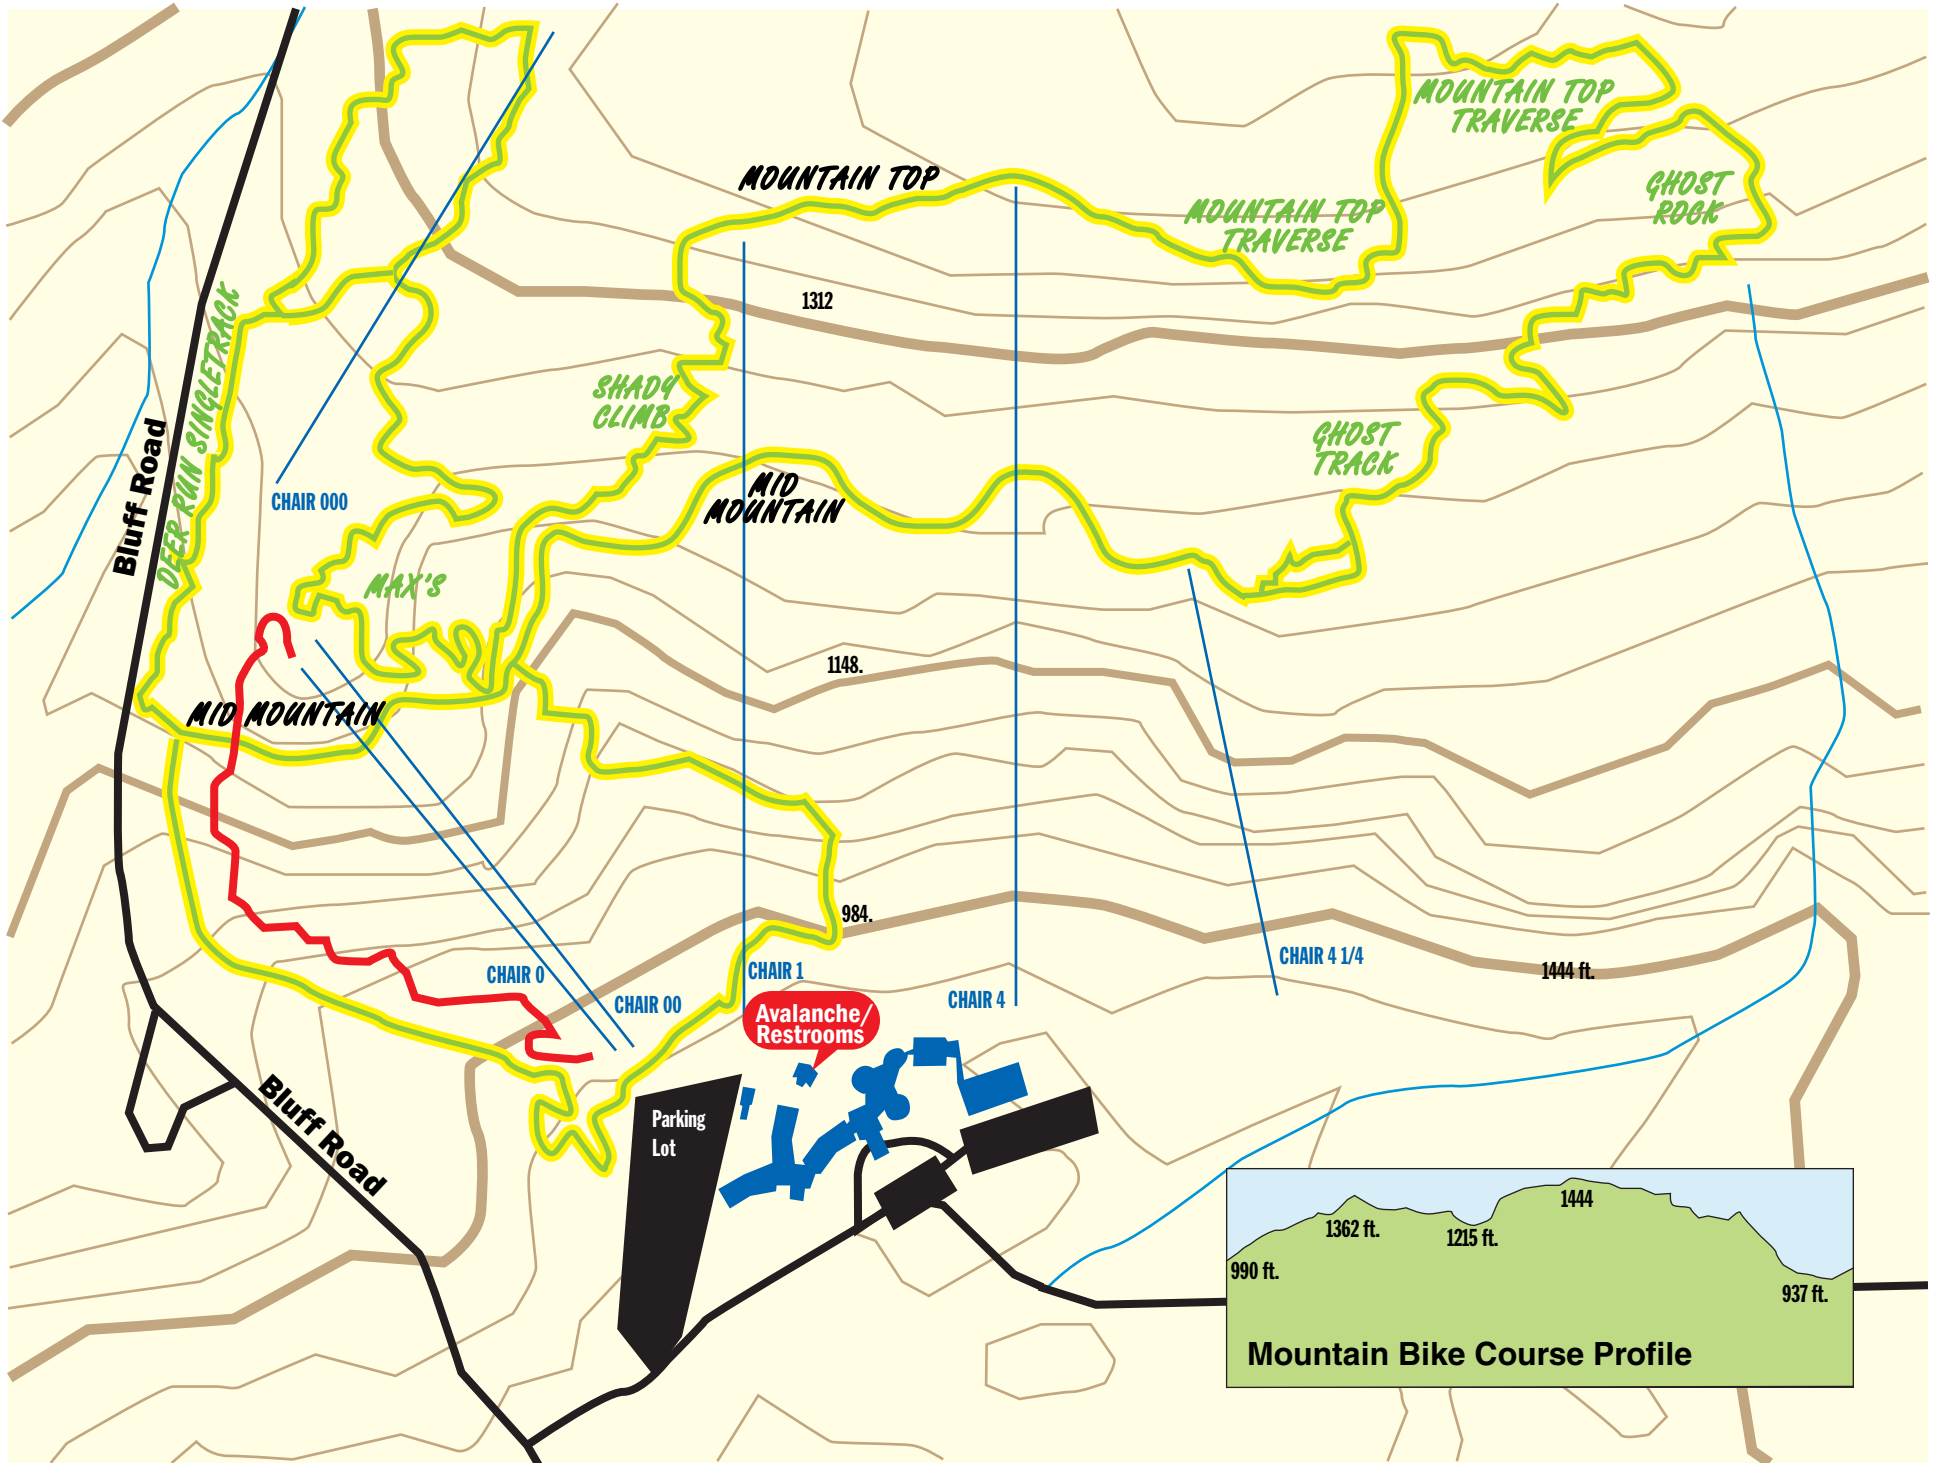 MOUNTAIN TOP
TRAVERSE
MOUNTAIN TOP
GHOST
ROCK
MOUNTAIN TOP
TRAVERSE
1312
DEER RUN SINGLETRACK
SHADY
CLIMB
GHOST
TRACK
Bluff Road
CHAIR 000
MID
MOUNTAIN
MAX'S
1148.
MID MOUNTAIN
984.
CHAIR 0
CHAIR 00
CHAIR 1
CHAIR 4
CHAIR 4 1/4
1444 ft.
Avalanche/
Restrooms
Bluff Road
Parking
Lot
990 ft.
1362 ft.
1215 ft.
1444
937 ft.
Mountain Bike Course Profile